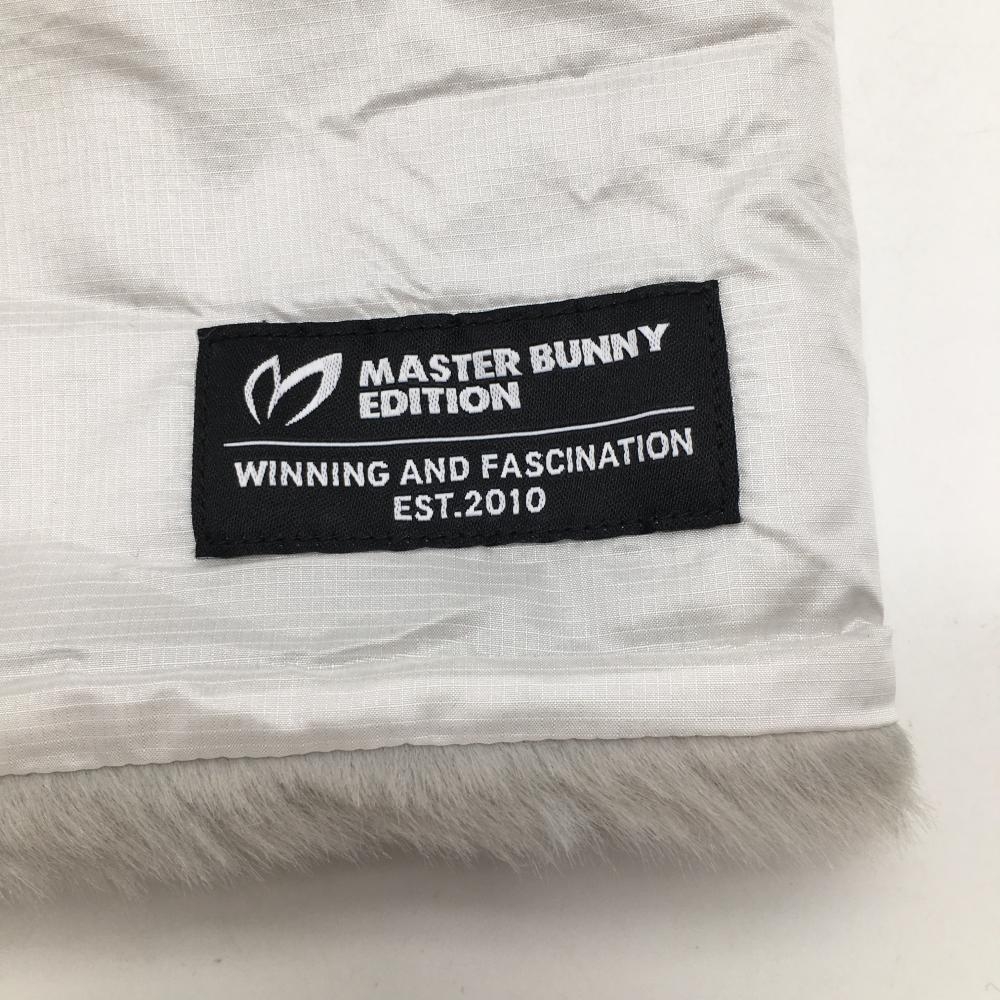 MASTER BUNNY
EDITION
WINNING AND FASCINATION
EST.2010